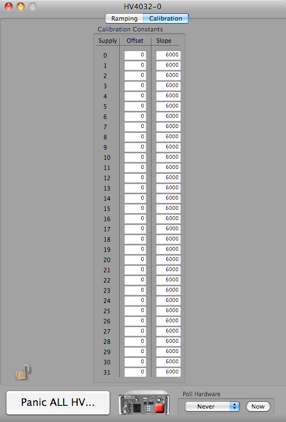 HV4032-0
Ramping Calibration
Calibration Constants
Supply Offset Slope
0 0 6000
1 0 6000
2 0 6000
3 0 6000
4 0 6000
5 0 6000
6 0 6000
7 0 6000
8 0 6000
9 0 6000
10 0 6000
11 0 6000
12 0 6000
13 0 6000
14 0 6000
15 0 6000
16 0 6000
17 0 6000
18 0 6000
19 0 6000
20 0 6000
21 0 6000
22 0 6000
23 0 6000
24 0 6000
25 0 6000
26 0 6000
27 0 6000
28 0 6000
29 0 6000
30 0 6000
31 0 6000
Poll Hardware
Panic ALL HV... Never Now